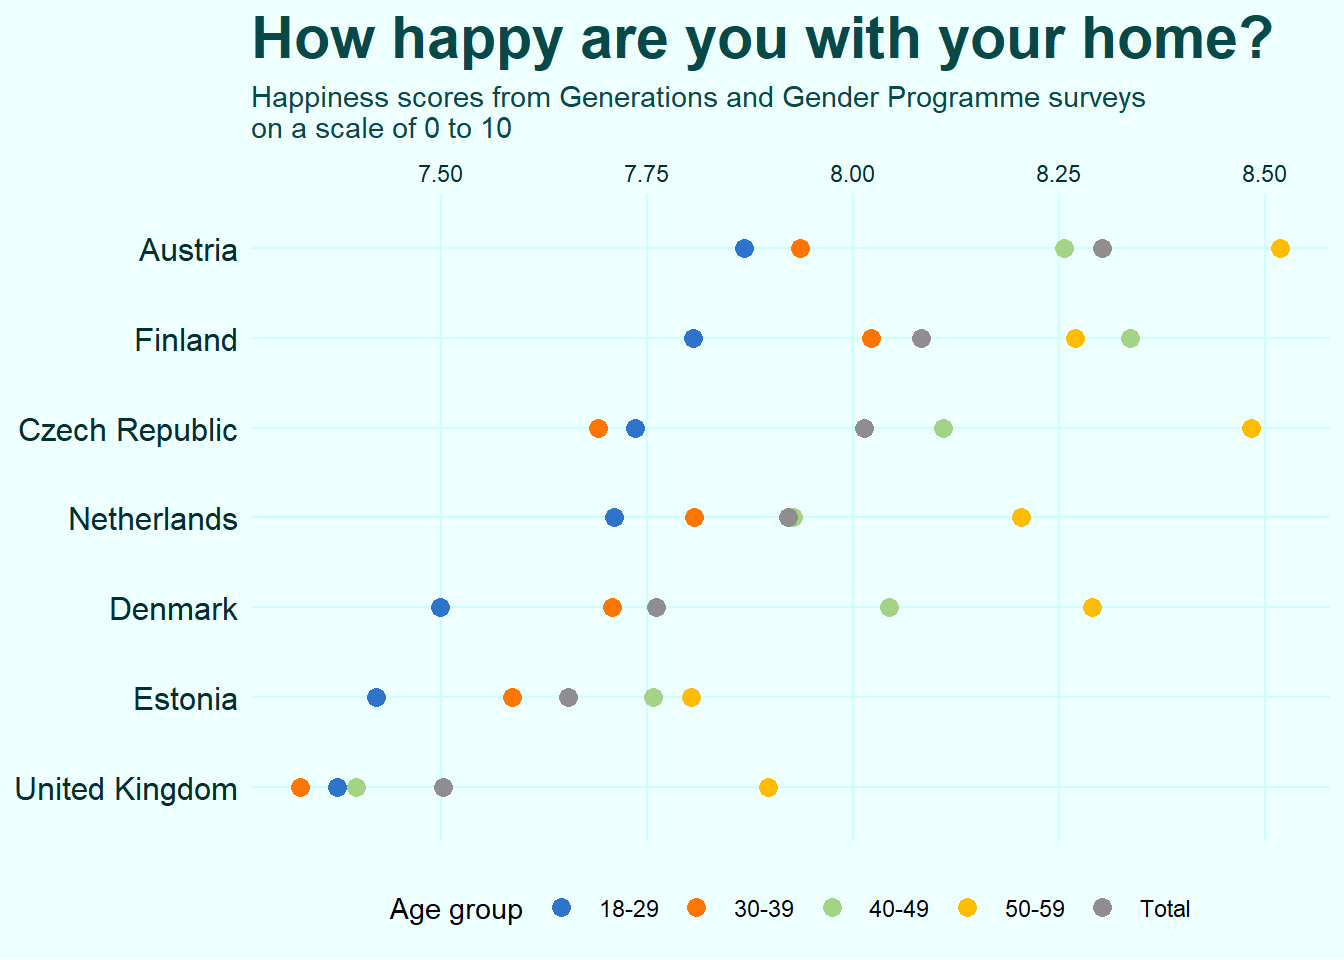 How happy are you with your home?
Happiness scores from Generations and Gender Programme surveys
on a scale of 0 to 10
7.50 7.75 8.00 8.25 8.50
Austria
Finland
Czech Republic
Netherlands
Denmark
Estonia
United Kingdom
Age group 18-29 30-39 40-49 50-59 Total